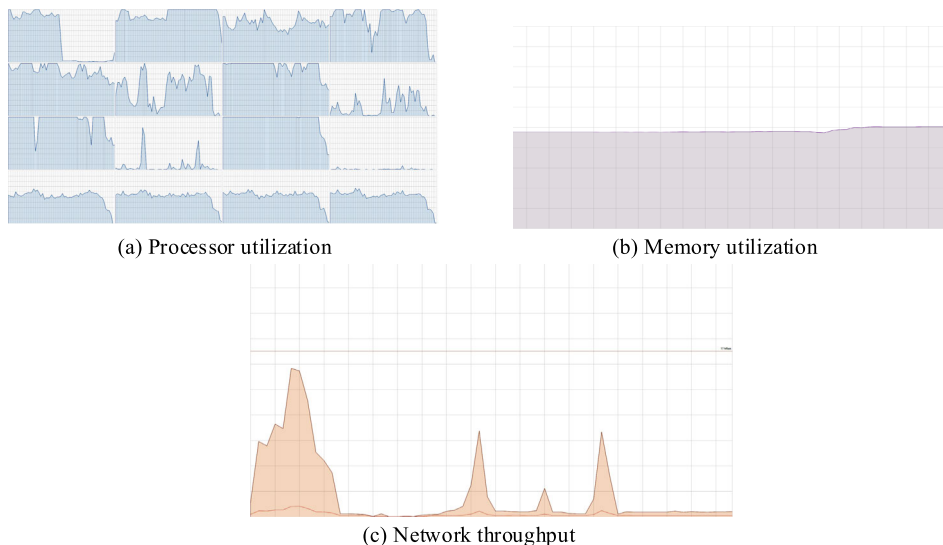 (a) Processor utilization
(b) Memory utilization
(c) Network throughput